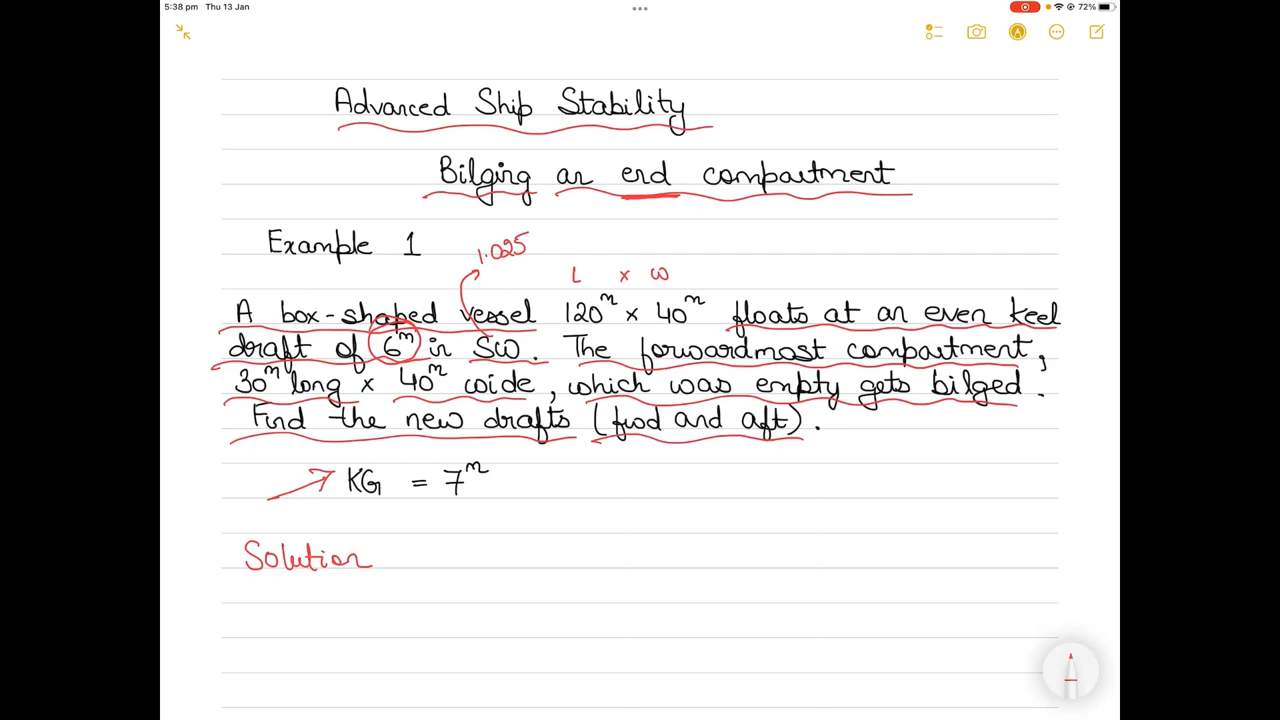 5:38 pm Thu 13 Jan
72%
Advanced Ship Stability
Bilging an end compartment
Example 1
1.025
L x W
A box-shaped vessel 120m x 40m floats at an even keel
draft of 6m in SW. The forwardmost compartment,
30m long x 40m wide, which was empty gets bilged.
Find the new drafts (fwd and aft).
KG = 7m
Solution